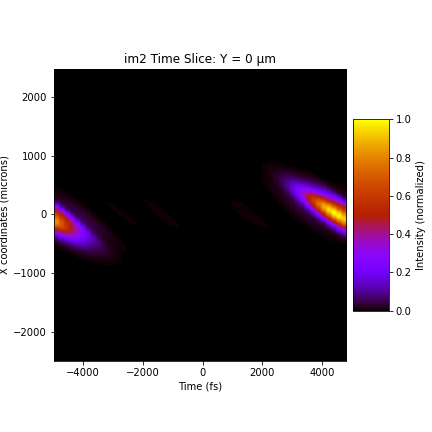 im2 Time Slice: Y = 0 μm
2000
1000
0
−1000
−2000
X coordinates (microns)
−4000 −2000 0 2000 4000
Time (fs)
1.0
0.8
0.6
0.4
0.2
0.0
Intensity (normalized)